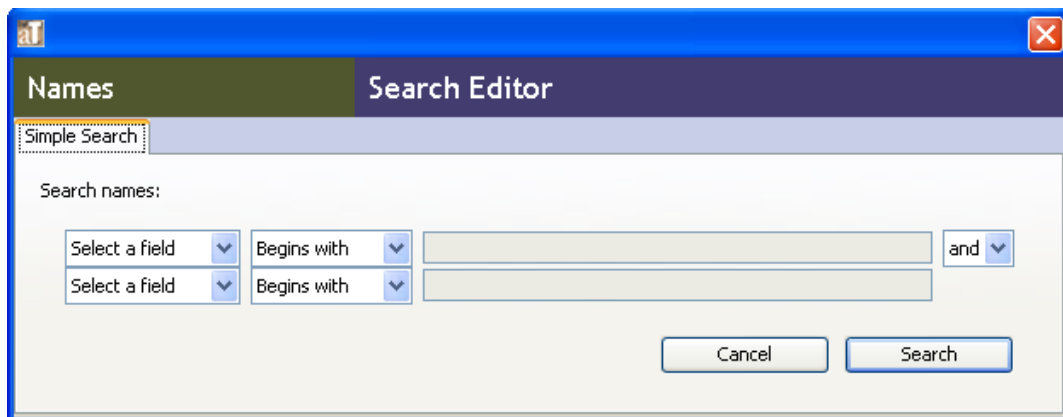 aT
Names Search Editor
Simple Search
Search names:
Select a field Begins with and
Select a field Begins with
Cancel Search